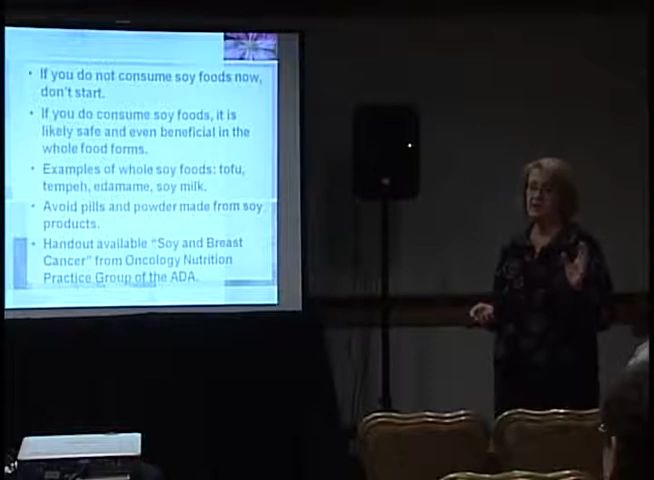 • If you do not consume soy foods now,
don't start.
• If you do consume soy foods, it is
likely safe and even beneficial in the
whole food forms.
• Examples of whole soy foods: tofu,
tempeh, edamame, soy milk.
• Avoid pills and powder made from soy
products.
• Handout available "Soy and Breast
Cancer" from Oncology Nutrition
Practice Group of the ADA.